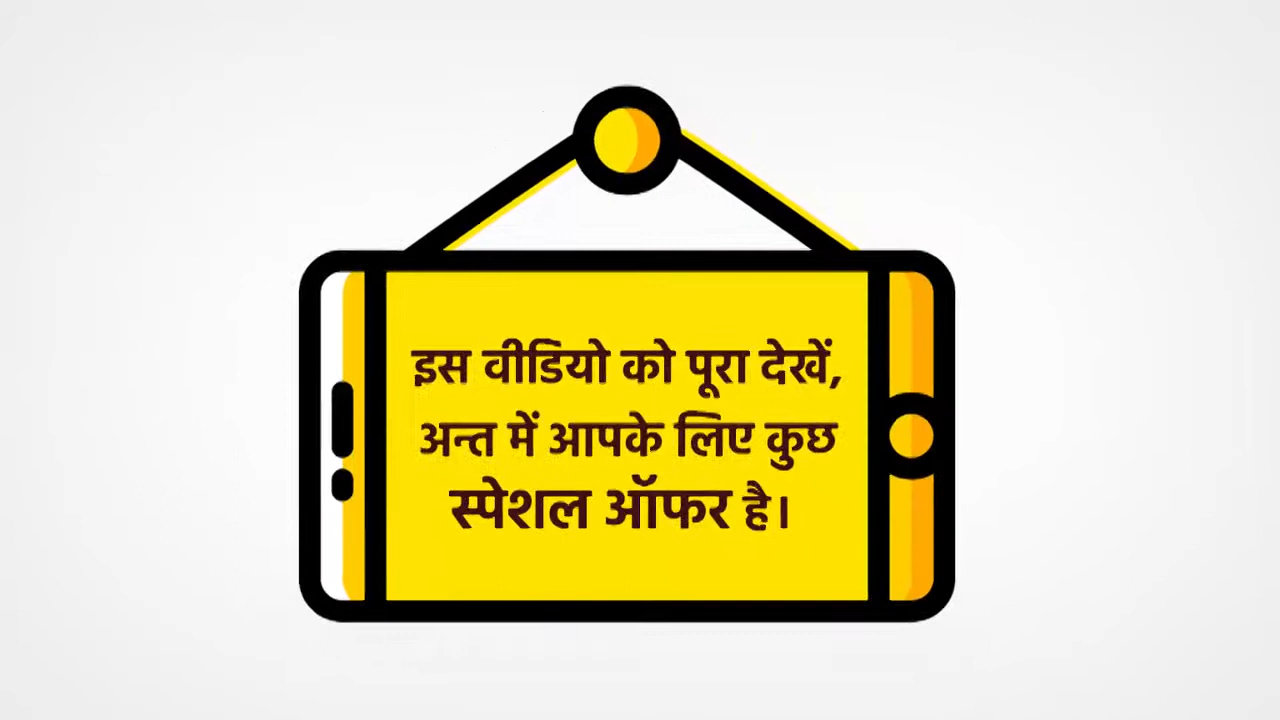 इस वीडियो को पूरा देखें,
अन्त में आपके लिए कुछ
स्पेशल ऑफर है।